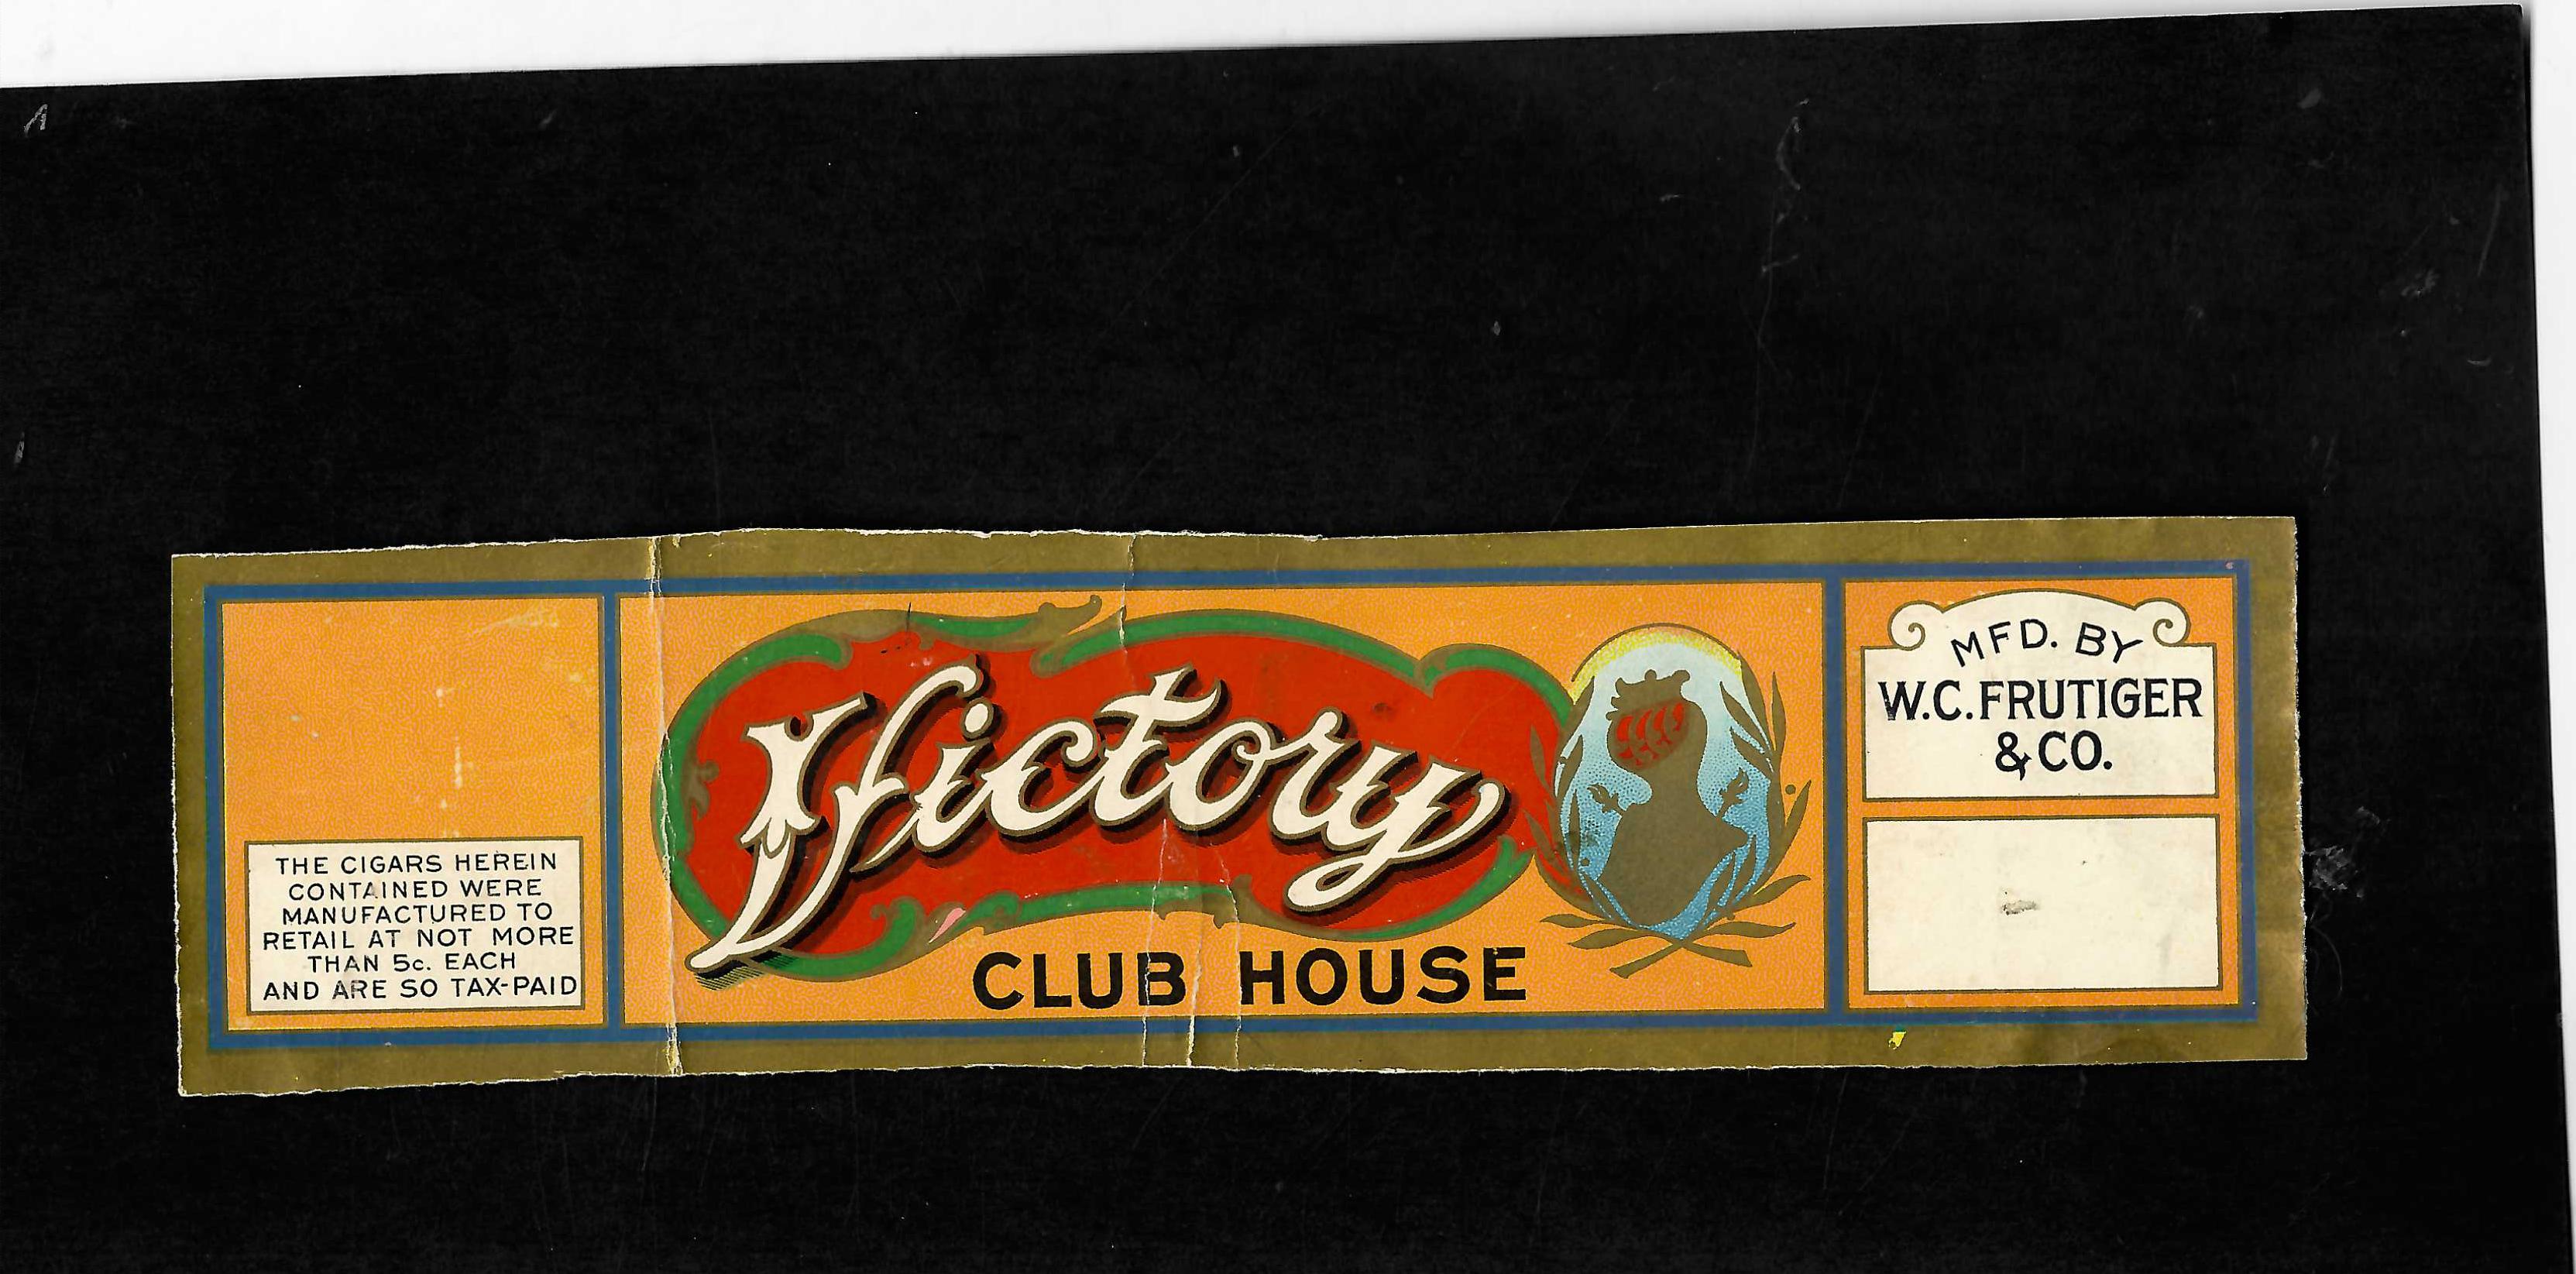 THE CIGARS HEREIN
CONTAINED WERE
MANUFACTURED TO
RETAIL AT NOT MORE
THAN 5c. EACH
AND ARE SO TAX-PAID
Victory
CLUB HOUSE
MFD. BY
W.C. FRUTIGER
& CO.